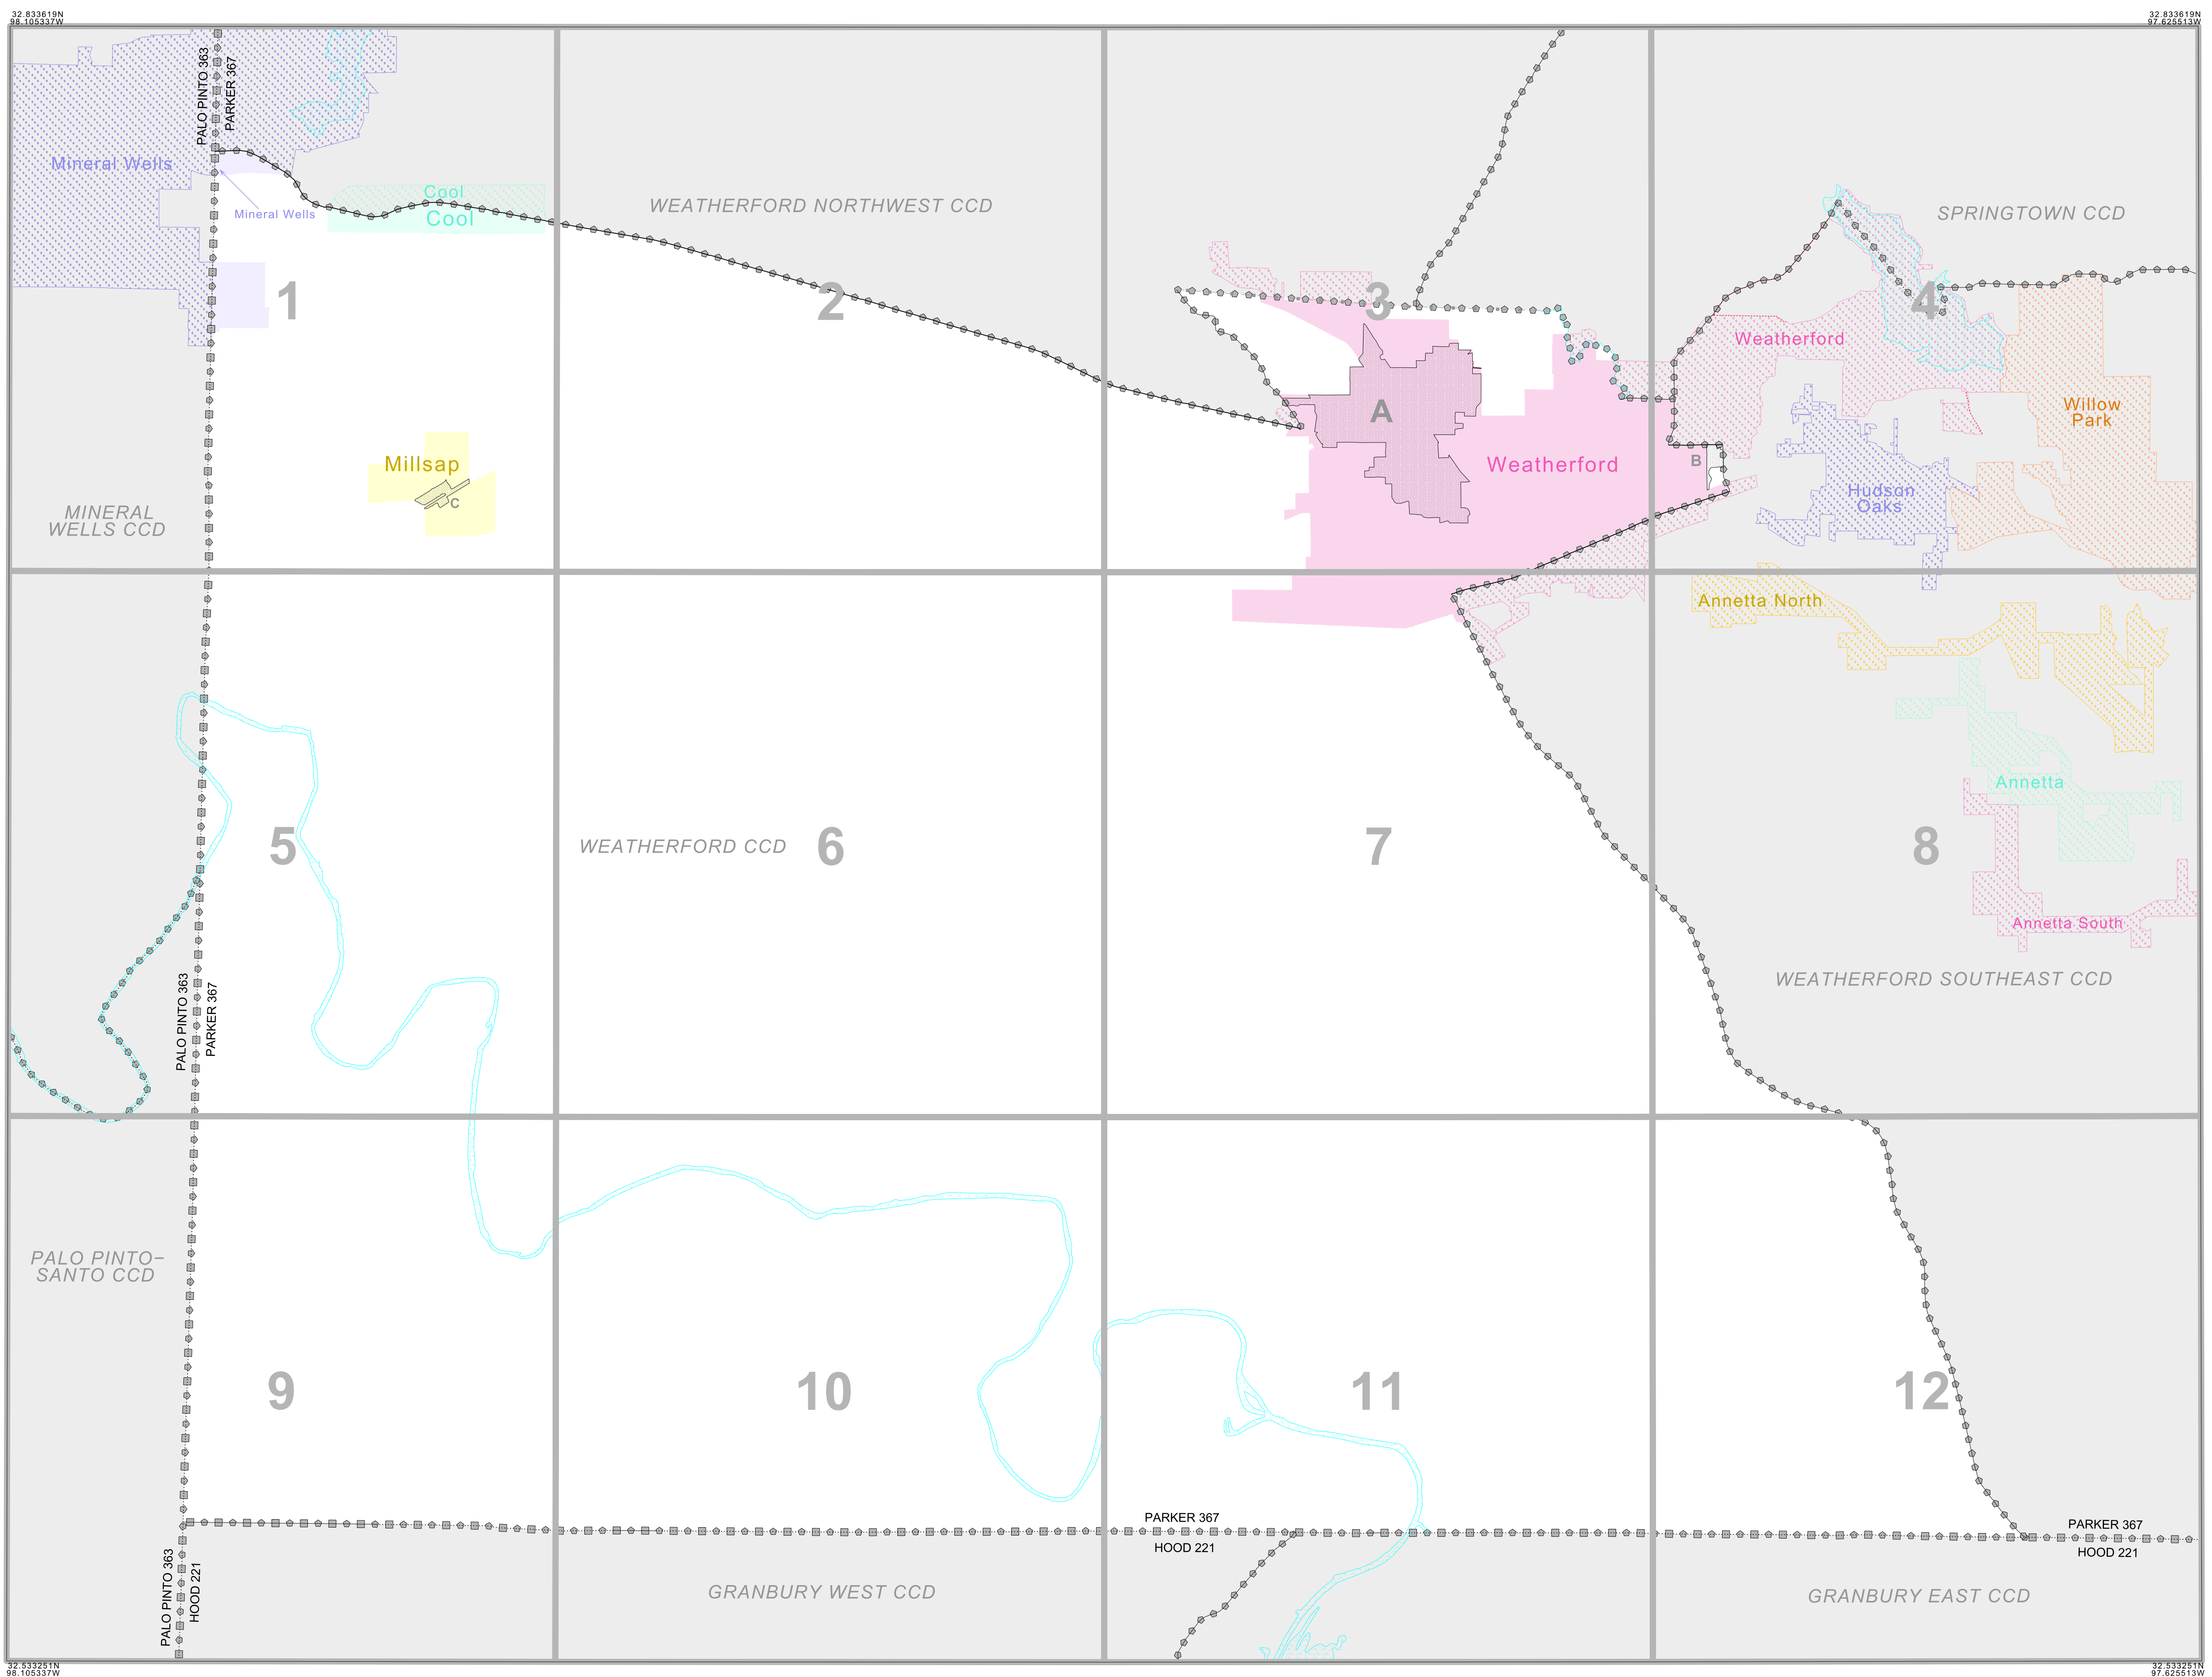 32.833619N
98.105337W
32.833619N
97.625513W
PALO PINTO 363
PARKER 367
Mineral Wells
Mineral Wells
Cool
Cool
WEATHERFORD NORTHWEST CCD
SPRINGTOWN CCD
1
2
3
4
Weatherford
A
Willow
Park
Millsap
C
Weatherford
B
Hudson
Oaks
MINERAL
WELLS CCD
Annetta North
Annetta
5
WEATHERFORD CCD
6
7
8
Annetta South
WEATHERFORD SOUTHEAST CCD
PALO PINTO 363
PARKER 367
PALO PINTO-
SANTO CCD
9
10
11
12
PARKER 367
HOOD 221
PARKER 367
HOOD 221
PALO PINTO 363
HOOD 221
GRANBURY WEST CCD
GRANBURY EAST CCD
32.533251N
98.105337W
32.533251N
97.625513W